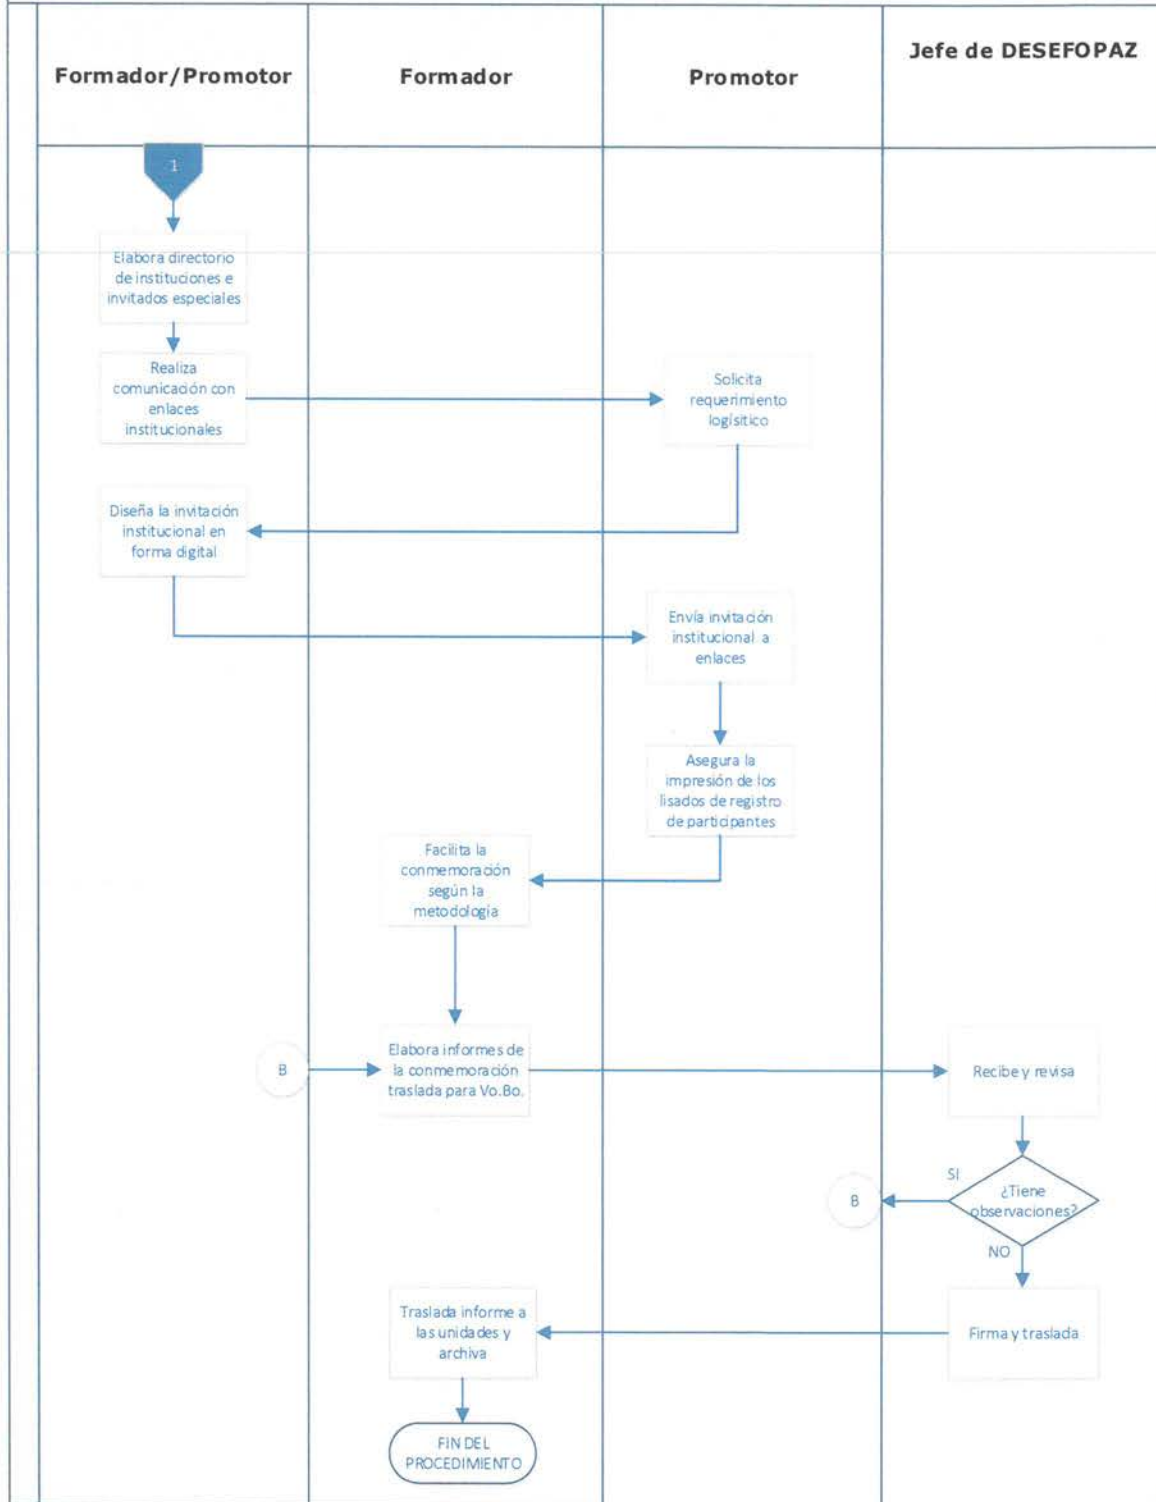 Formador/Promotor
Formador
Promotor
Jefe de DESEFOPAZ
1
Elabora directorio
de instituciones e
invitados especiales
Realiza
comunicación con
enlaces
institucionales
Solicita
requerimiento
logísitico
Diseña la invitación
institucional en
forma digital
Envía invitación
institucional a
enlaces
Asegura la
impresión de los
lisados de registro
de participantes
Facilita la
conmemoración
según la
metodología
B
Elabora informes de
la conmemoración
traslada para Vo.Bo.
Recibe y revisa
SI
¿Tiene
observaciones?
B
NO
Traslada informe a
las unidades y
archiva
Firma y traslada
FIN DEL
PROCEDIMIENTO